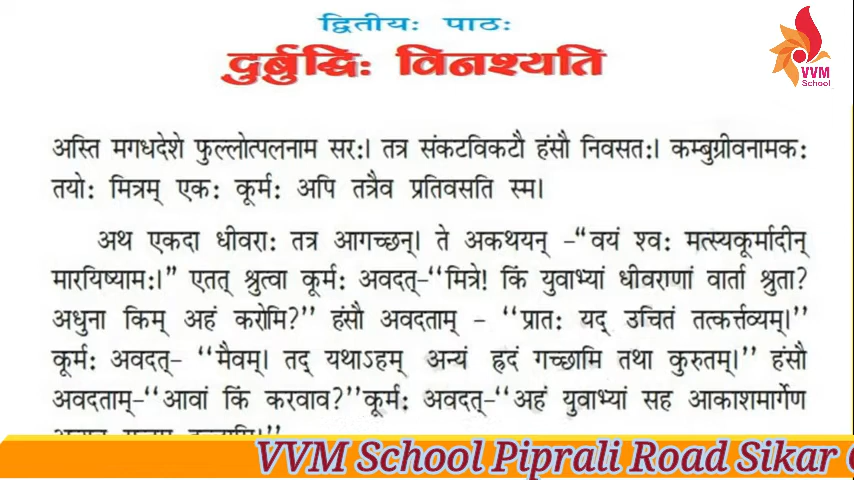 द्वितीयः पाठः
दुर्बुद्धिः विनश्यति
VVM
School
अस्ति मगधदेशे फुल्लोत्पलनाम सरः। तत्र संकटविकटौ हंसौ निवसतः। कम्बुग्रीवनामकः
तयोः मित्रम् एकः कूर्मः अपि तत्रैव प्रतिवसति स्म।
अथ एकदा धीवराः तत्र आगच्छन्। ते अकथयन् -“वयं श्वः मत्स्यकूर्मादीन्
मारयिष्यामः।” एतत् श्रुत्वा कूर्मः अवदत्-“मित्रे! किं युवाभ्यां धीवराणां वार्ता श्रुता?
अधुना किम् अहं करोमि?” हंसौ अवदताम् - “प्रातः यद् उचितं तत्कर्त्तव्यम्।”
कूर्मः अवदत्- “मैवम्। तद् यथाऽहम् अन्यं ह्रदं गच्छामि तथा कुरुतम्।” हंसौ
अवदताम्-“आवां किं करवाव?”कूर्मः अवदत्-“अहं युवाभ्यां सह आकाशमार्गेण
VVM School Piprali Road Sikar